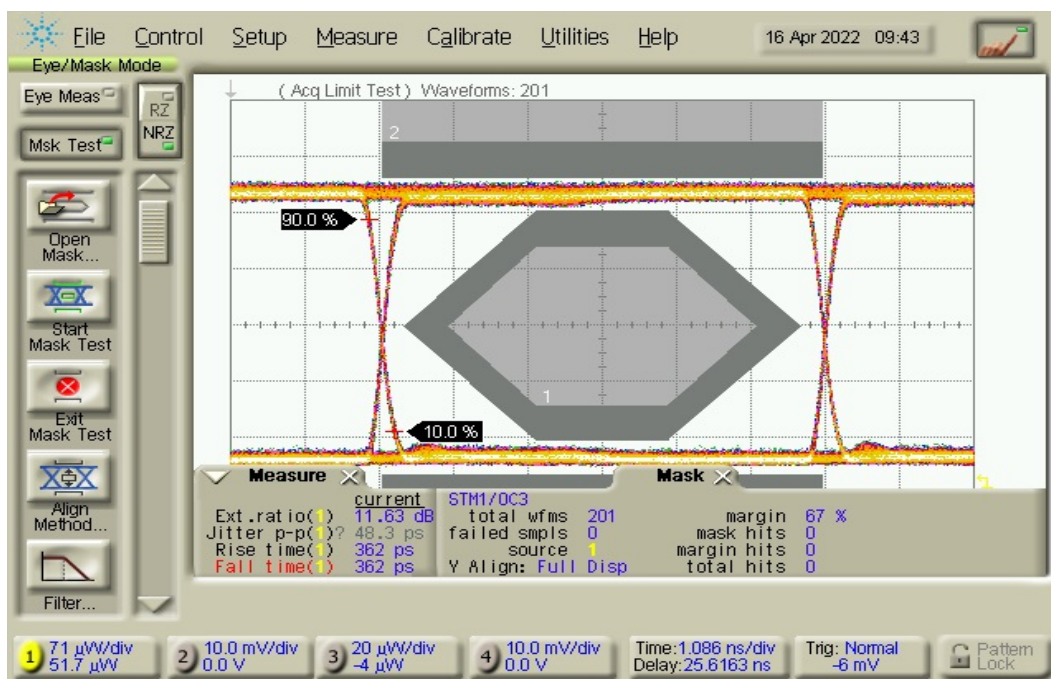 File Control Setup Measure Calibrate Utilities Help 16 Apr 2022 09:43
Eye/Mask Mode
Eye Meas
RZ
NRZ
Msk Test
( Acq Limit Test ) Waveforms: 201
2
90.0 %
Open
Mask...
Start
Mask Test
1
Exit
Mask Test
10.0 %
Align
Method...
Filter...
Measure
Mask
current
Ext.ratio(1) 11.63 dB
Jitter p-p(1)? 48.3 ps
Rise time(1) 362 ps
Fall time(1) 362 ps
STM1/OC3
total wfms 201
failed smpls 0
source 1
Y Align: Full Disp
margin 67 %
mask hits 0
margin hits 0
total hits 0
1 71 µW/div
51.7 µW
2 10.0 mV/div
0.0 V
3 20 µW/div
-4 µW
4 10.0 mV/div
0.0 V
Time:1.086 ns/div
Delay:25.6163 ns
Trig: Normal
-6 mV
Pattern
Lock